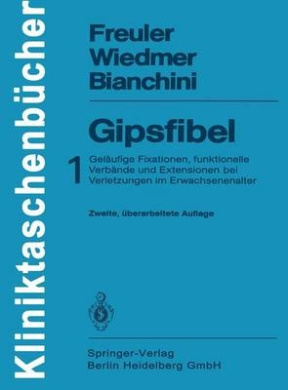 Kliniktaschenbücher
Freuler
Wiedmer
Bianchini
Gipsfibel
1
Geläufige Fixationen, funktionelle
Verbände und Extensionen bei
Verletzungen im Erwachsenenalter
Zweite, überarbeitete Auflage
Springer-Verlag
Berlin Heidelberg GmbH